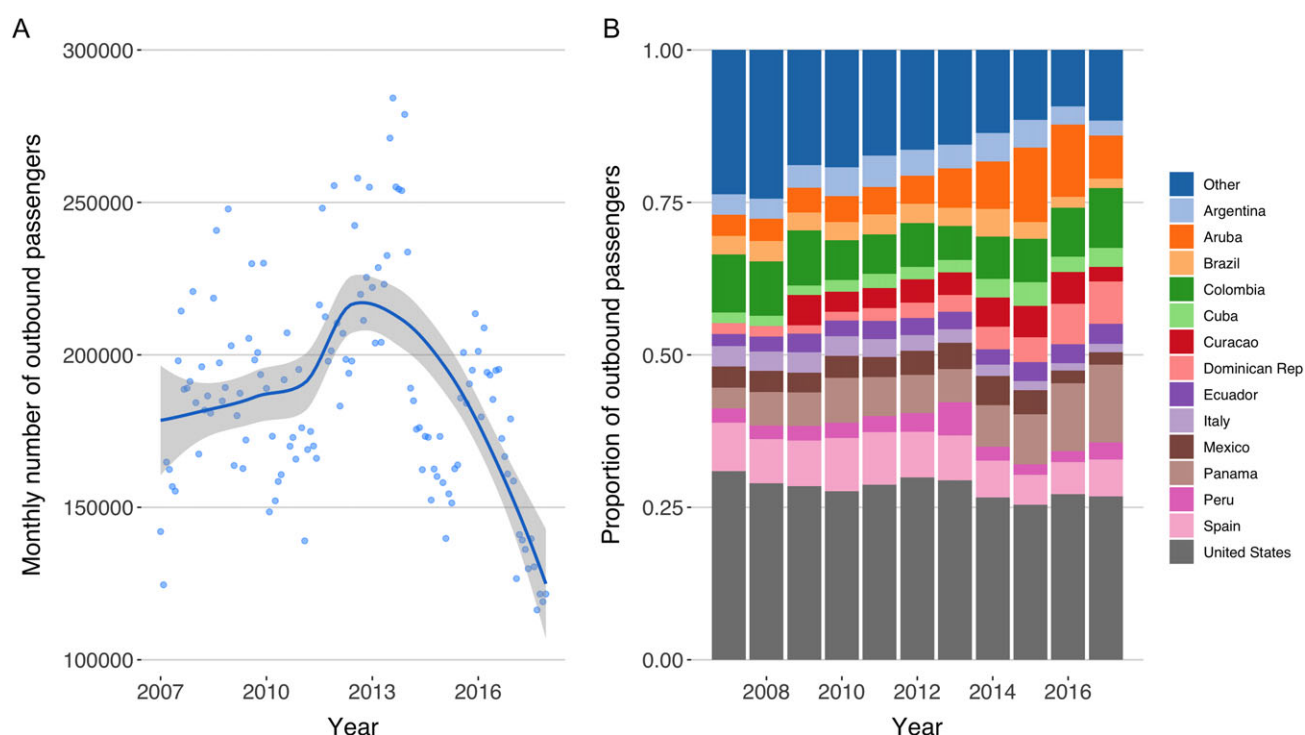 A
Monthly number of outbound passengers
300000
250000
200000
150000
100000
2007
2010
2013
2016
Year
B
Proportion of outbound passengers
1.00
0.75
0.50
0.25
0.00
2008
2010
2012
2014
2016
Year
Other
Argentina
Aruba
Brazil
Colombia
Cuba
Curacao
Dominican Rep
Ecuador
Italy
Mexico
Panama
Peru
Spain
United States